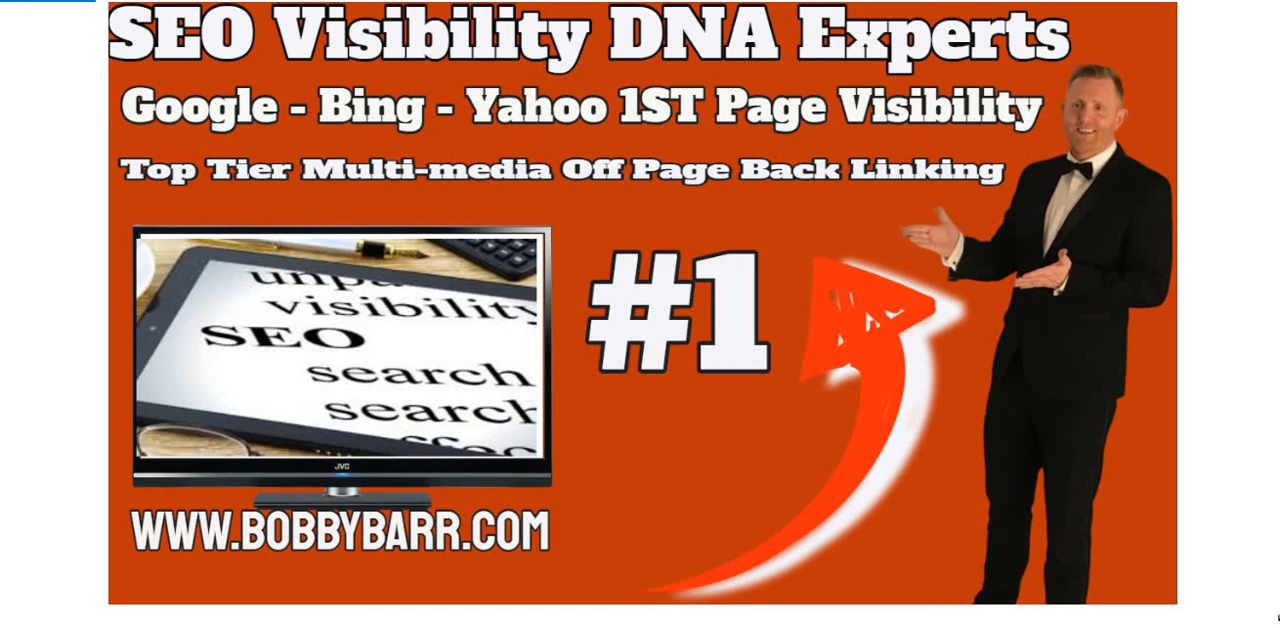 SEO Visibility DNA Experts
Google - Bing - Yahoo 1ST Page Visibility
Top Tier Multi-media Off Page Back Linking
visibility
SEO
search
search
#1
JVC
WWW.BOBBYBARR.COM